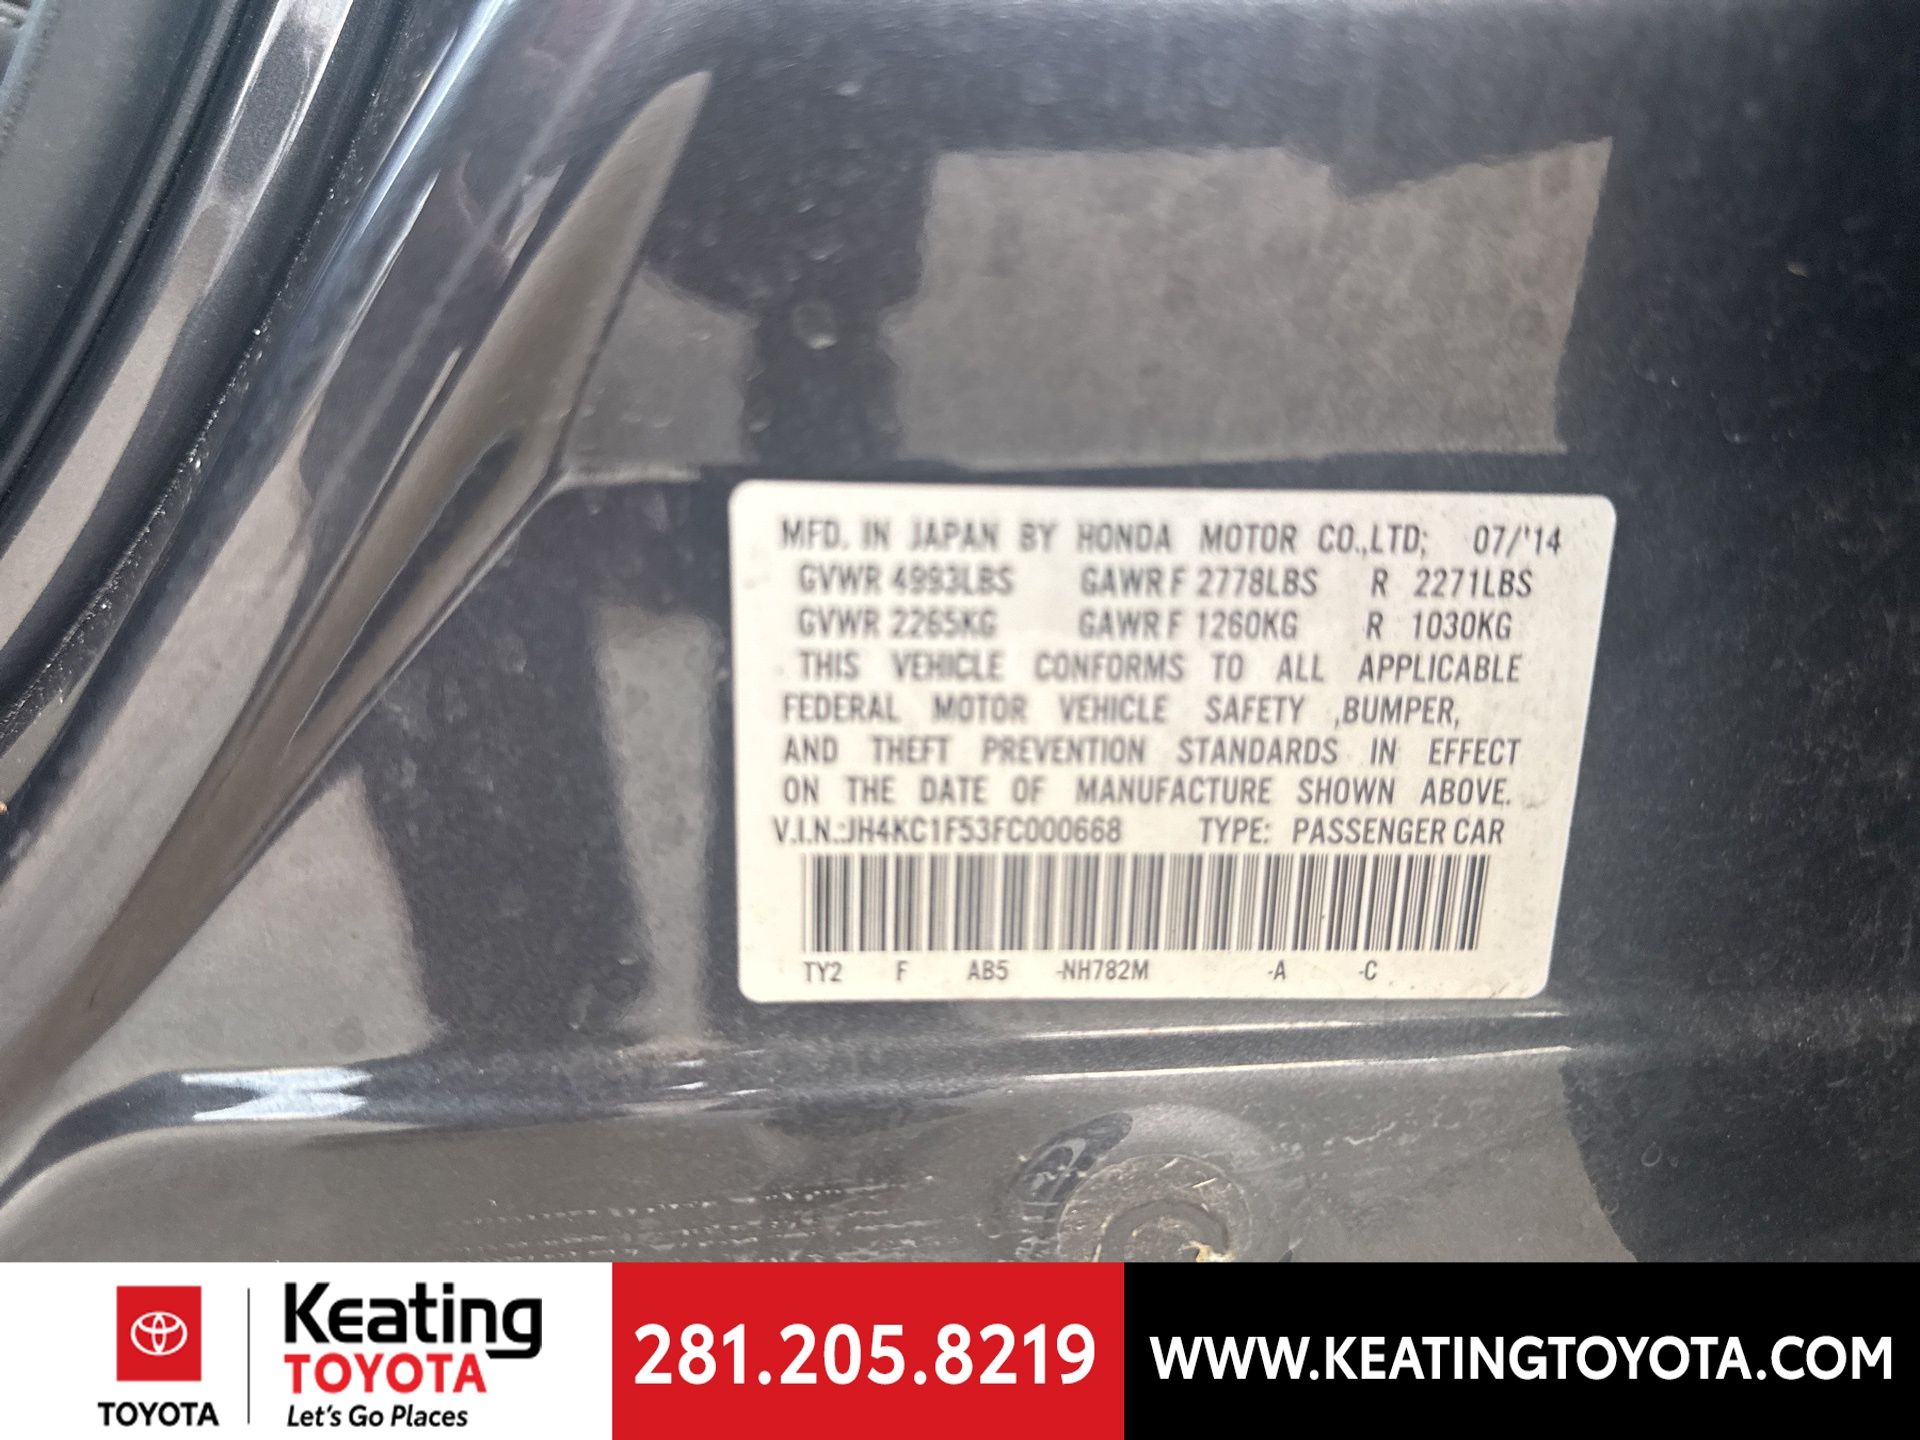 MFD. IN JAPAN BY HONDA MOTOR CO.,LTD; 07/'14
GVWR 4993LBS GAWR F 2778LBS R 2271LBS
GVWR 2265KG GAWR F 1260KG R 1030KG
THIS VEHICLE CONFORMS TO ALL APPLICABLE
FEDERAL MOTOR VEHICLE SAFETY ,BUMPER,
AND THEFT PREVENTION STANDARDS IN EFFECT
ON THE DATE OF MANUFACTURE SHOWN ABOVE.
V.I.N.:JH4KC1F53FC000668 TYPE: PASSENGER CAR
TY2 F AB5 -NH782M -A -C
TOYOTA
Keating
TOYOTA
Let's Go Places
281.205.8219
WWW.KEATINGTOYOTA.COM